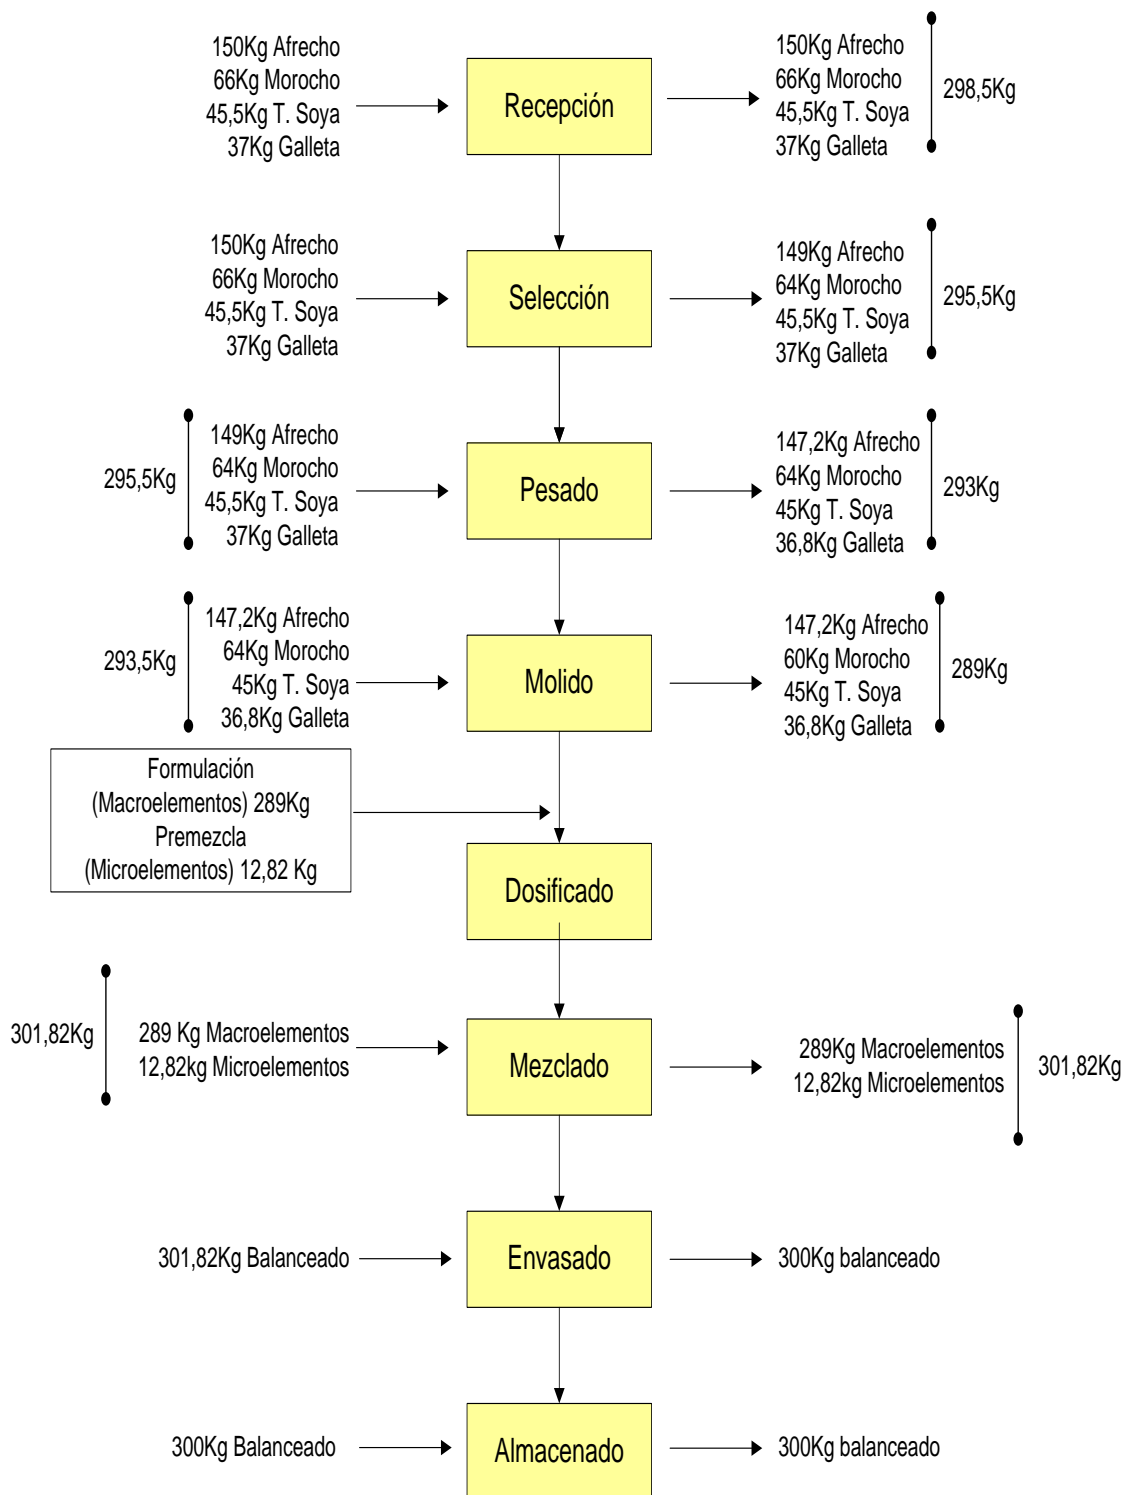 150Kg Afrecho
66Kg Morocho
45,5Kg T. Soya
37Kg Galleta
Recepción
150Kg Afrecho
66Kg Morocho
45,5Kg T. Soya
37Kg Galleta
298,5Kg
150Kg Afrecho
66Kg Morocho
45,5Kg T. Soya
37Kg Galleta
Selección
149Kg Afrecho
64Kg Morocho
45,5Kg T. Soya
37Kg Galleta
295,5Kg
295,5Kg
149Kg Afrecho
64Kg Morocho
45,5Kg T. Soya
37Kg Galleta
Pesado
147,2Kg Afrecho
64Kg Morocho
45Kg T. Soya
36,8Kg Galleta
293Kg
293,5Kg
147,2Kg Afrecho
64Kg Morocho
45Kg T. Soya
36,8Kg Galleta
Molido
147,2Kg Afrecho
60Kg Morocho
45Kg T. Soya
36,8Kg Galleta
289Kg
Formulación
(Macroelementos) 289Kg
Premezcla
(Microelementos) 12,82 Kg
Dosificado
301,82Kg
289 Kg Macroelementos
12,82kg Microelementos
Mezclado
289Kg Macroelementos
12,82kg Microelementos
301,82Kg
301,82Kg Balanceado
Envasado
300Kg balanceado
300Kg Balanceado
Almacenado
300Kg balanceado